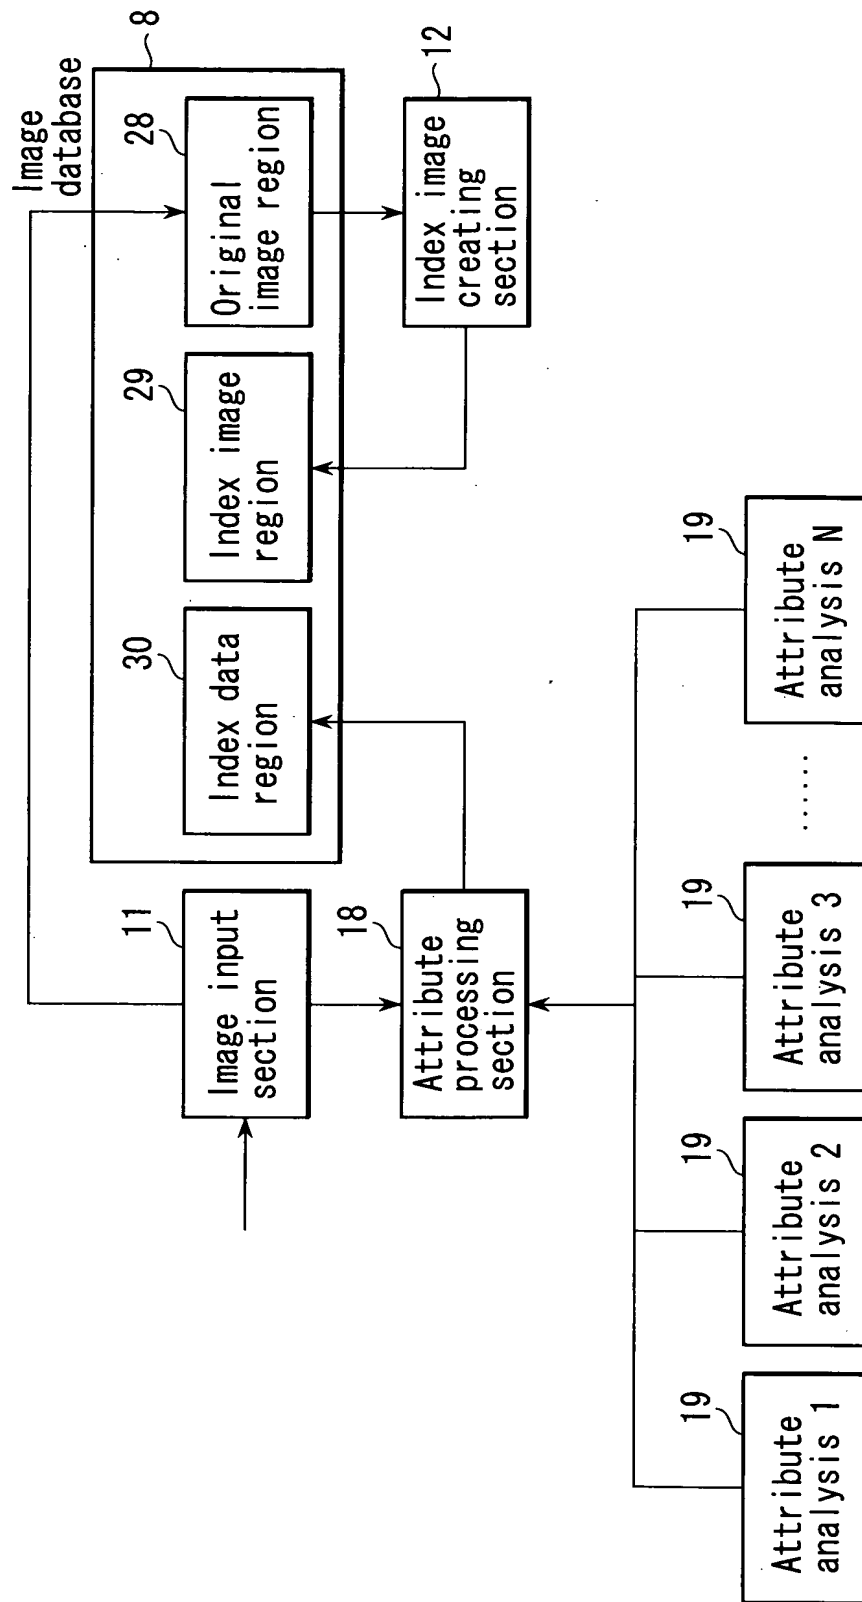 Image
database
8
11
Image input
section
30
Index data
region
29
Index image
region
28
Original
image region
18
Attribute
processing
section
12
Index image
creating
section
19
Attribute
analysis 1
19
Attribute
analysis 2
19
Attribute
analysis 3
......
19
Attribute
analysis N